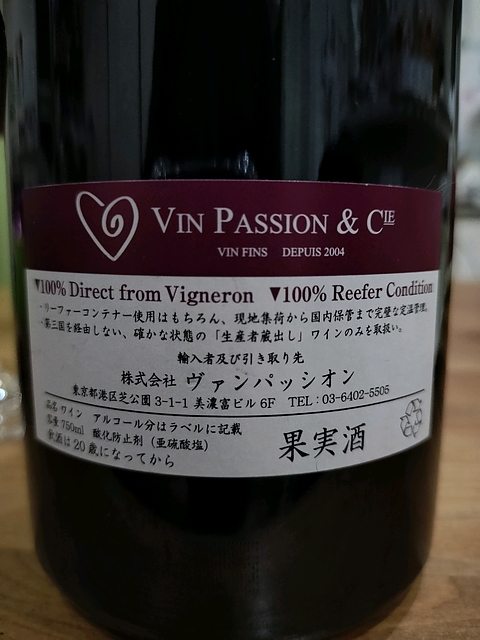 VIN PASSION & CIE
VIN FINS DEPUIS 2004
▼100% Direct from Vigneron ▼100% Reefer Condition
・リーファーコンテナー使用はもちろん、現地集荷から国内保管まで完璧な定温管理。
・第三国を経由しない、確かな状態の「生産者蔵出し」ワインのみを取扱い。
輸入者及び引き取り先
株式会社 ヴァンパッシオン
東京都港区芝公園 3-1-1 美濃富ビル 6F TEL:03-6402-5505
品名 ワイン アルコール分はラベルに記載
容量 750ml 酸化防止剤(亜硫酸塩)
飲酒は20歳になってから
果実酒